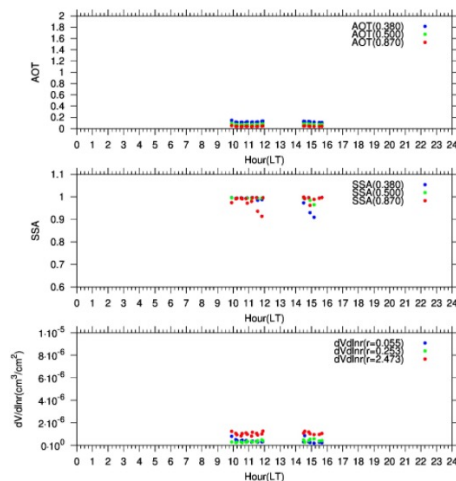 2
1.8
1.6
1.4
1.2
1
0.8
0.6
0.4
0.2
0
AOT
AOT(0.380)
AOT(0.500)
AOT(0.870)
0 1 2 3 4 5 6 7 8 9 10 11 12 13 14 15 16 17 18 19 20 21 22 23 24
Hour(LT)
1.1
1
0.9
0.8
0.7
0.6
SSA
SSA(0.380)
SSA(0.500)
SSA(0.870)
0 1 2 3 4 5 6 7 8 9 10 11 12 13 14 15 16 17 18 19 20 21 22 23 24
Hour(LT)
1·10⁻⁵
8·10⁻⁶
6·10⁻⁶
4·10⁻⁶
2·10⁻⁶
0·10⁰
dV/dlnr(cm³/cm²)
dVdlnr(r=0.055)
dVdlnr(r=0.253)
dVdlnr(r=2.473)
0 1 2 3 4 5 6 7 8 9 10 11 12 13 14 15 16 17 18 19 20 21 22 23 24
Hour(LT)